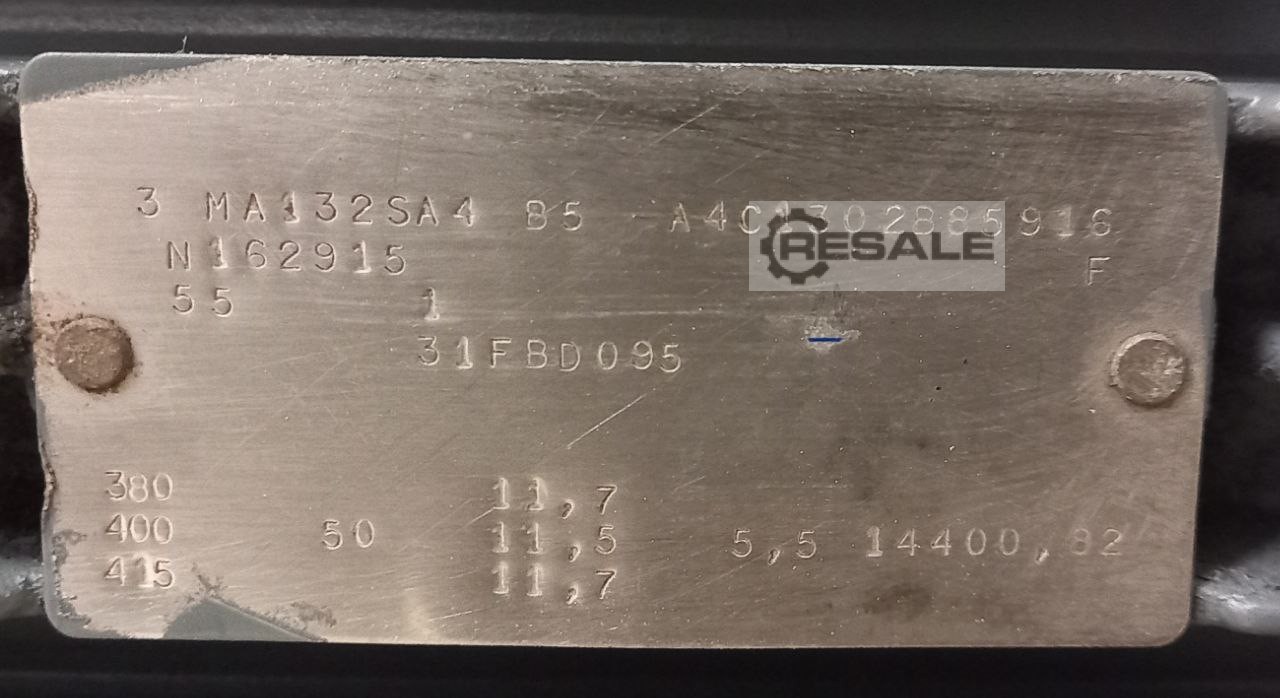 3 MA132SA4 B5 A4C1302885916
N162915 F
55 1
31FBD095
RESALE
380 11,7
400 50 11,5 5,5 14400,82
415 11,7